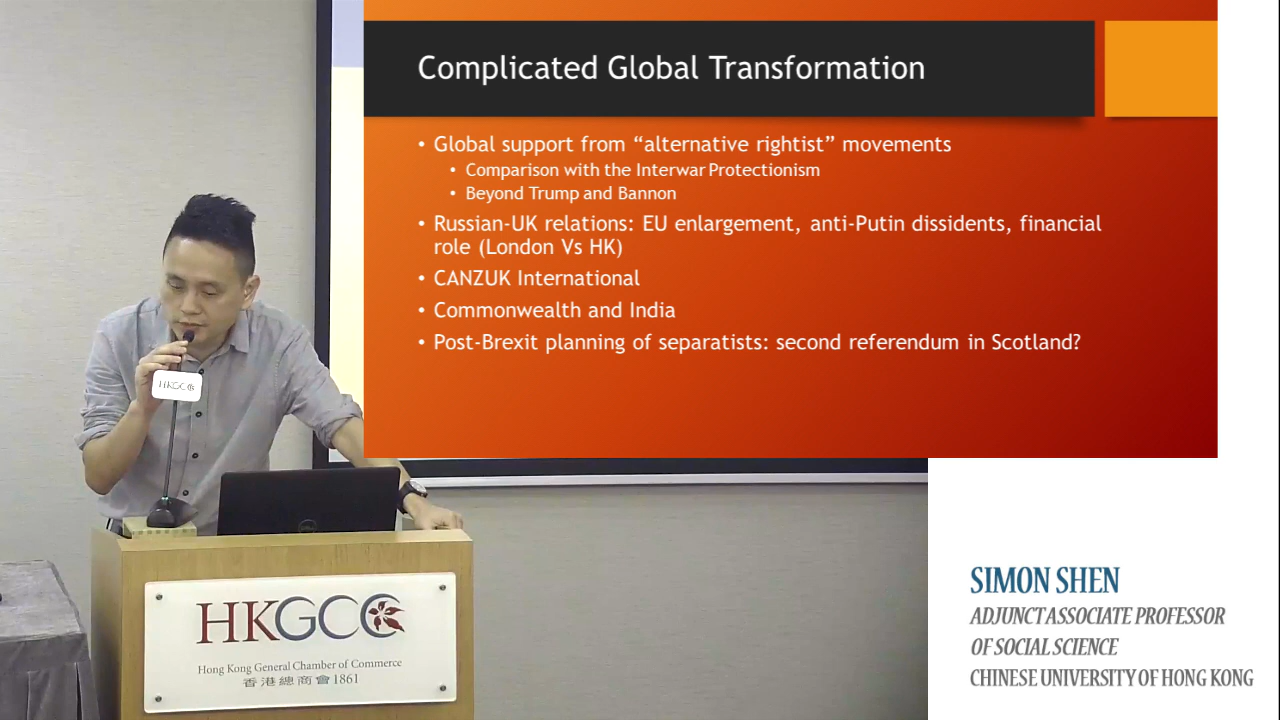 Complicated Global Transformation
• Global support from “alternative rightist” movements
• Comparison with the Interwar Protectionism
• Beyond Trump and Bannon
• Russian-UK relations: EU enlargement, anti-Putin dissidents, financial
role (London Vs HK)
• CANZUK International
• Commonwealth and India
• Post-Brexit planning of separatists: second referendum in Scotland?
HKGCC
HKGCC
Hong Kong General Chamber of Commerce
香港總商會1861
SIMON SHEN
ADJUNCT ASSOCIATE PROFESSOR
OF SOCIAL SCIENCE
CHINESE UNIVERSITY OF HONG KONG